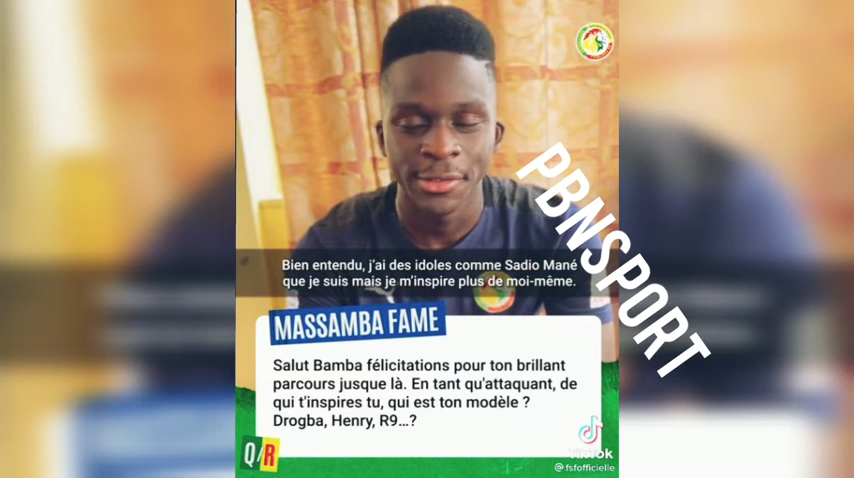 PBNSPORT
Bien entendu, j'ai des idoles comme Sadio Mané
que je suis mais je m'inspire plus de moi-même.
MASSAMBA FAME
Salut Bamba félicitations pour ton brillant
parcours jusque là. En tant qu'attaquant, de
qui t'inspires tu, qui est ton modèle ?
Drogba, Henry, R9...?
Q/R
TikTok
@fsfofficielle